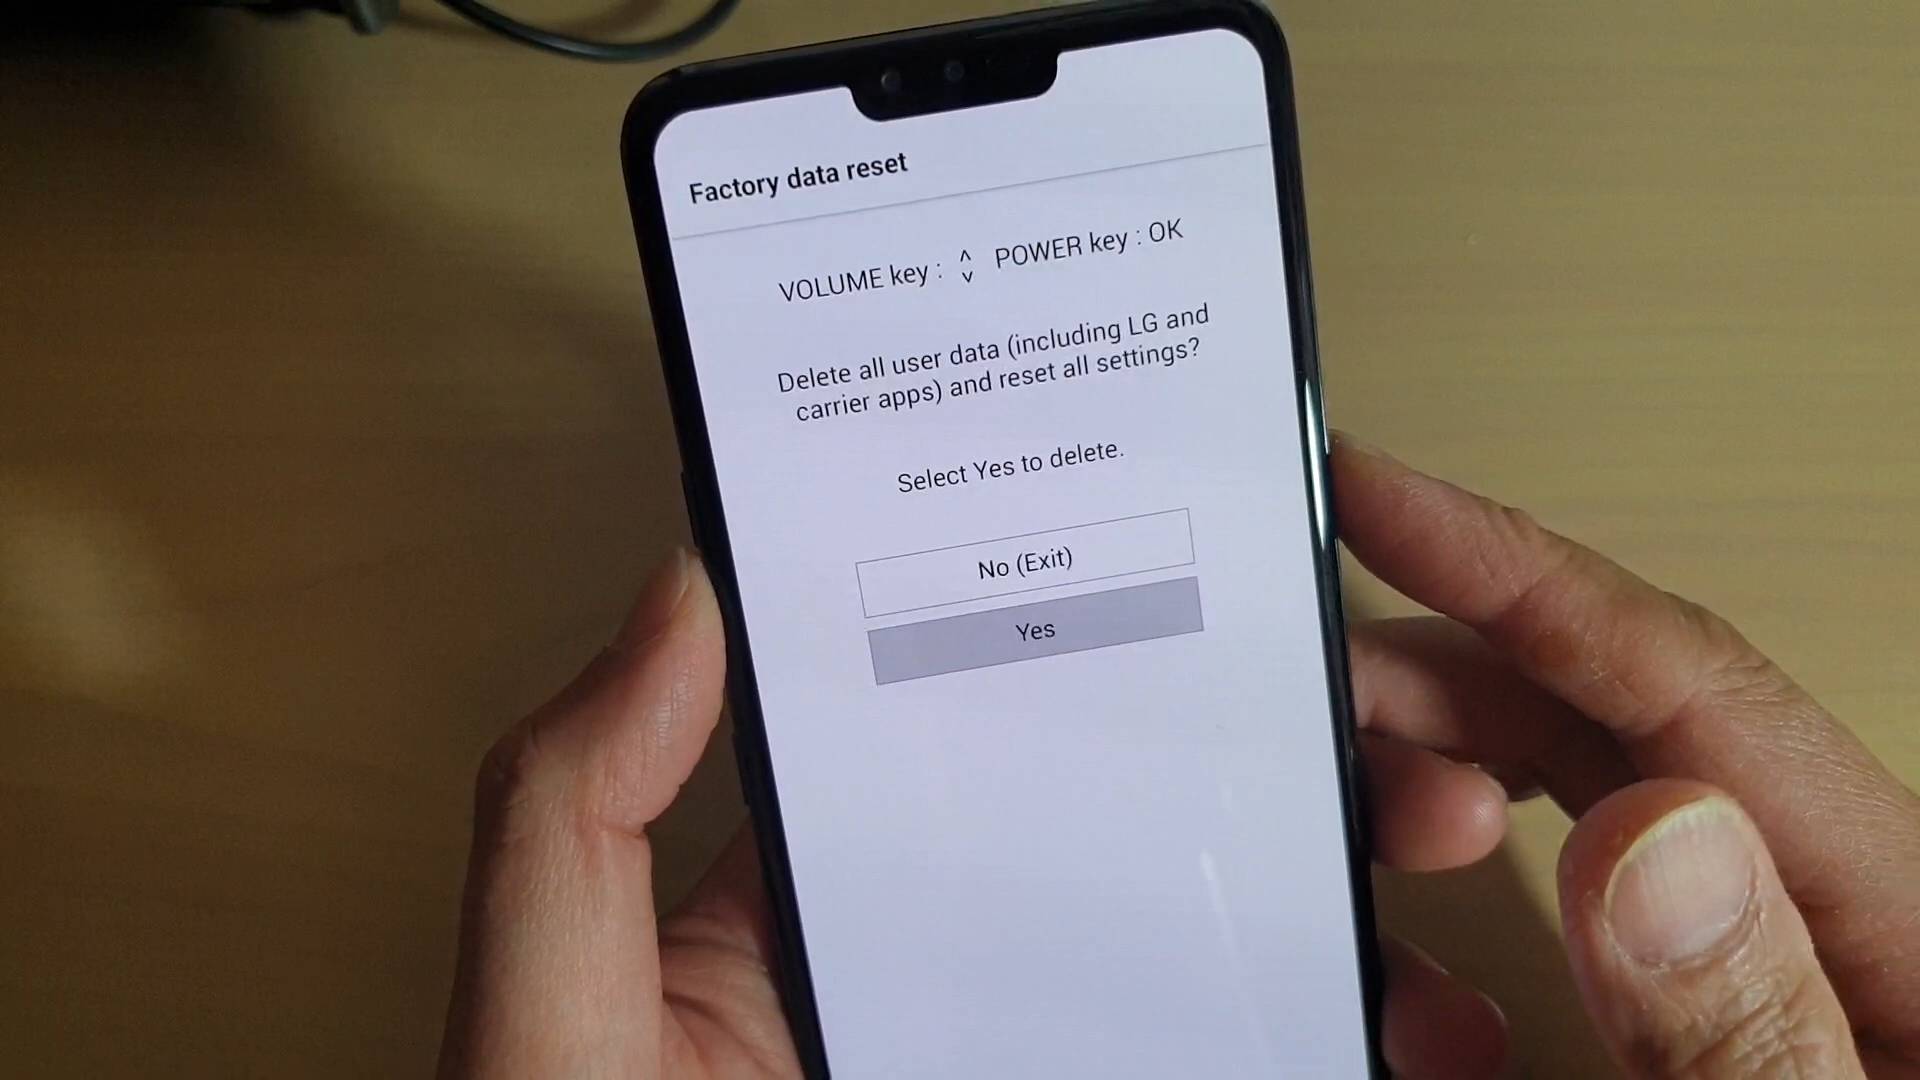 Factory data reset
VOLUME key : ^ v POWER key : OK
Delete all user data (including LG and
carrier apps) and reset all settings?
Select Yes to delete.
No (Exit)
Yes